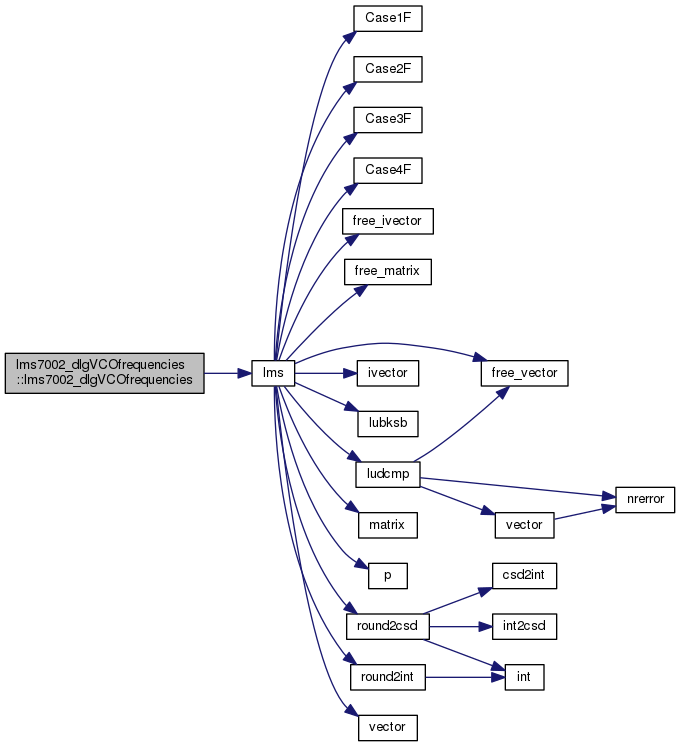 lms7002_dlgVCOfrequencies
::lms7002_dlgVCOfrequencies
lms
Case1F
Case2F
Case3F
Case4F
free_ivector
free_matrix
ivector
free_vector
lubksb
ludcmp
nrerror
matrix
vector
p
csd2int
round2csd
int2csd
round2int
int
vector